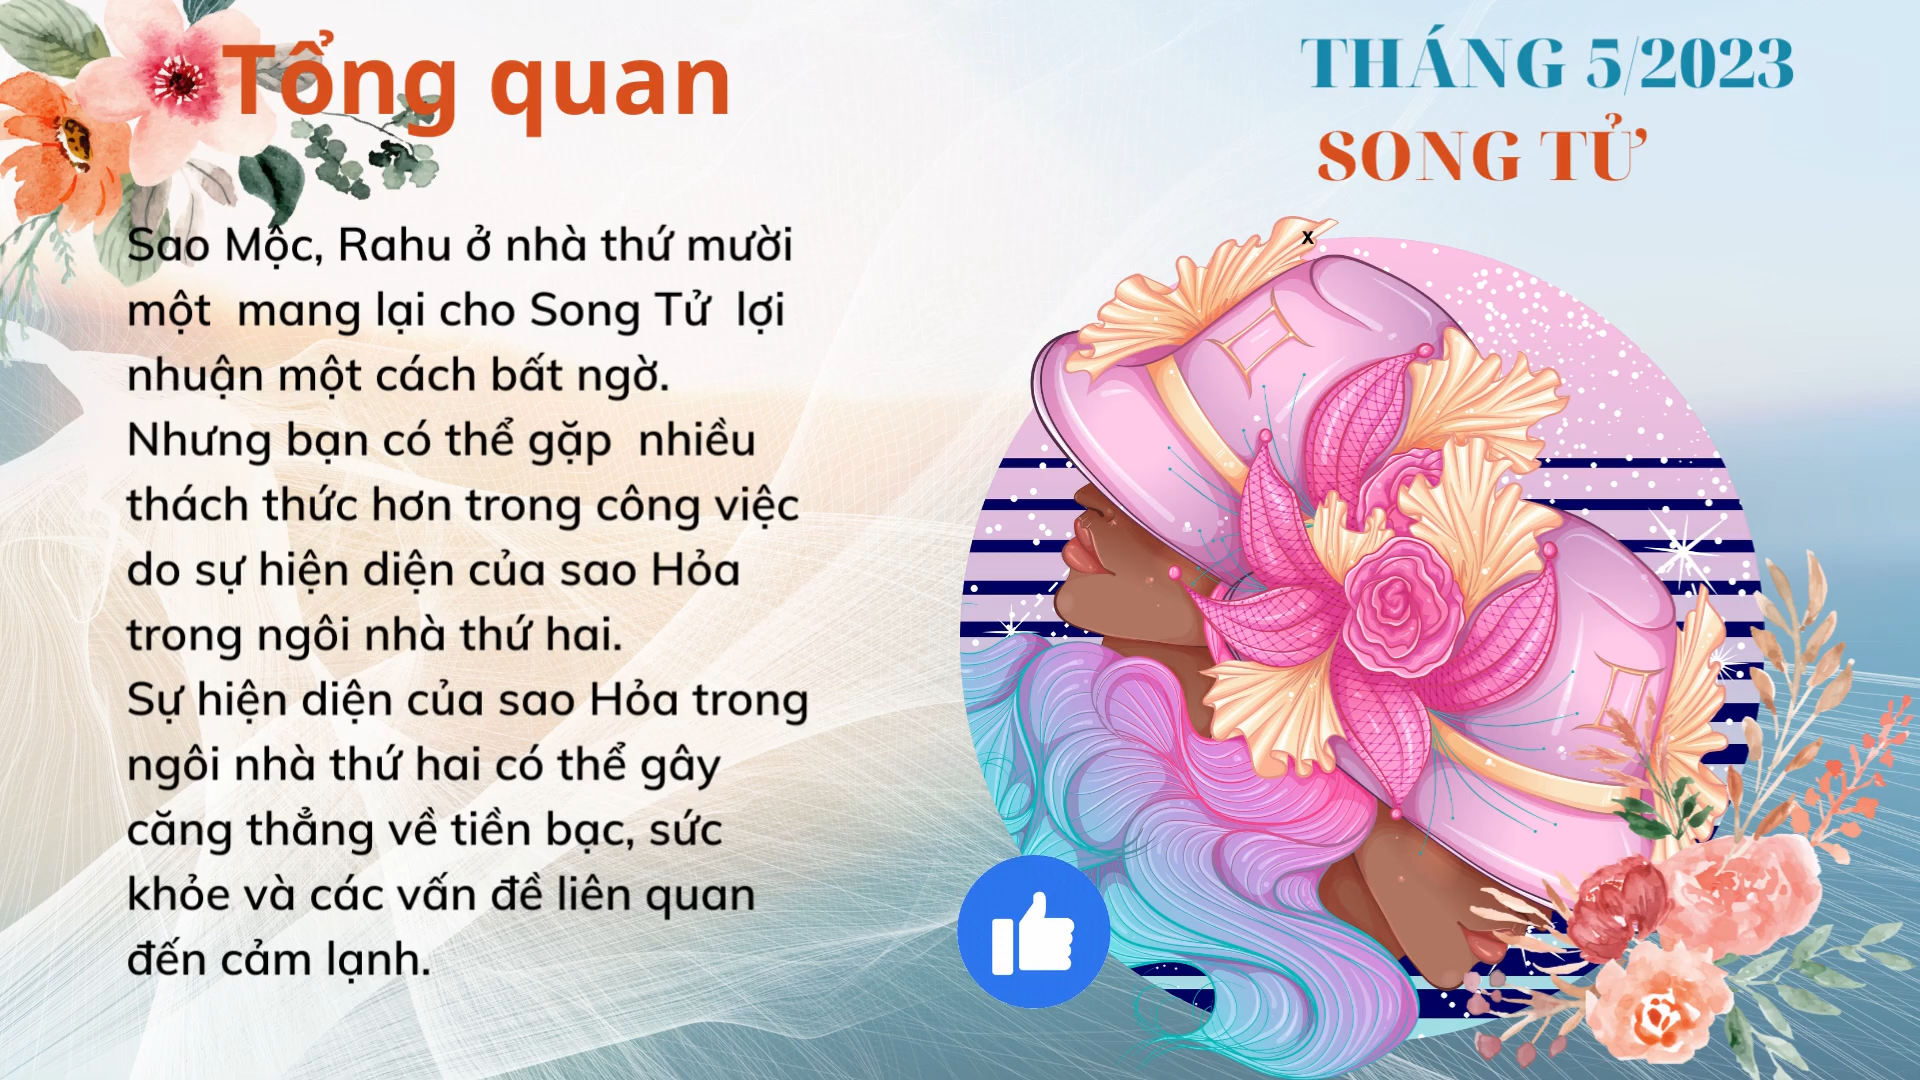 Tổng quan
THÁNG 5/2023
SONG TỬ
x
Sao Mộc, Rahu ở nhà thứ mười
một mang lại cho Song Tử lợi
nhuận một cách bất ngờ.
Nhưng bạn có thể gặp nhiều
thách thức hơn trong công việc
do sự hiện diện của sao Hỏa
trong ngôi nhà thứ hai.
Sự hiện diện của sao Hỏa trong
ngôi nhà thứ hai có thể gây
căng thẳng về tiền bạc, sức
khỏe và các vấn đề liên quan
đến cảm lạnh.